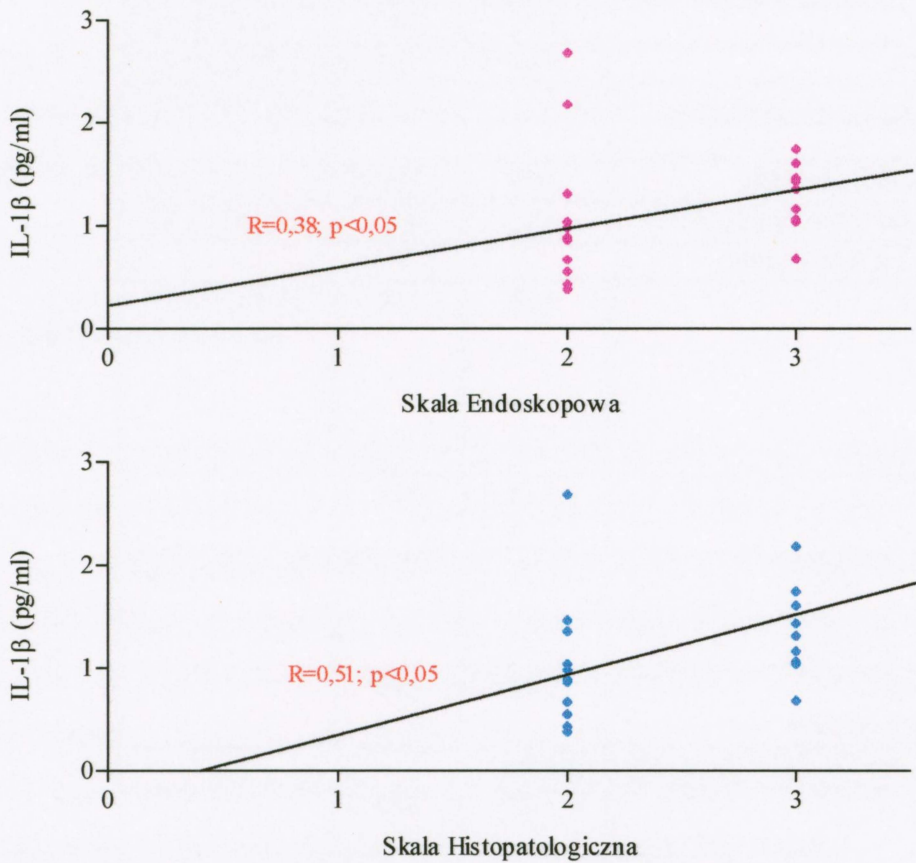 3
2
1
0
IL-1β (pg/ml)
R=0,38; p<0,05
0 1 2 3
Skala Endoskopowa
3
2
1
0
IL-1β (pg/ml)
R=0,51; p<0,05
0 1 2 3
Skala Histopatologiczna